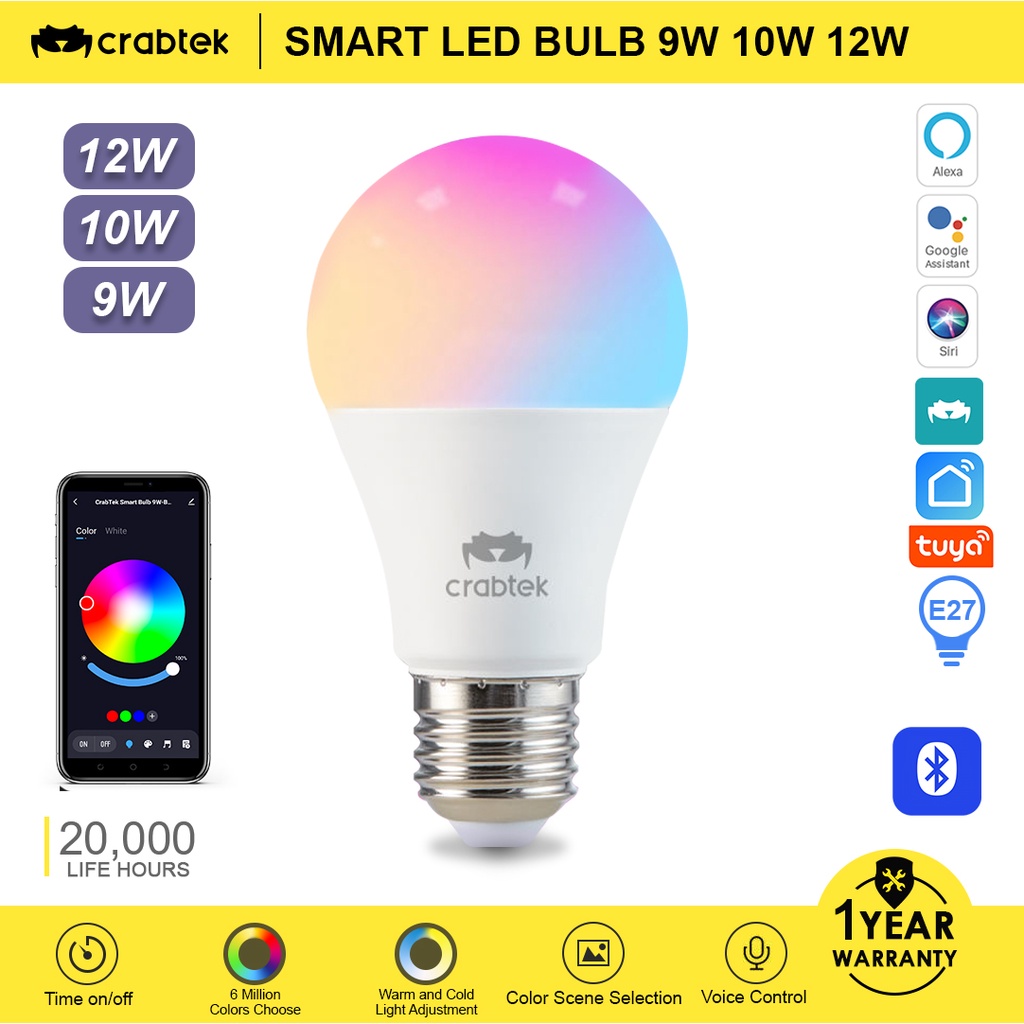 crabtek
SMART LED BULB 9W 10W 12W
12W
10W
9W
Alexa
Google
Assistant
Siri
tuya
E27
crabtek
CrabTek Smart Bulb 9W-B...
Color White
100%
ON OFF
20,000
LIFE HOURS
1 YEAR
WARRANTY
Time on/off
6 Million
Colors Choose
Warm and Cold
Light Adjustment
Color Scene Selection
Voice Control